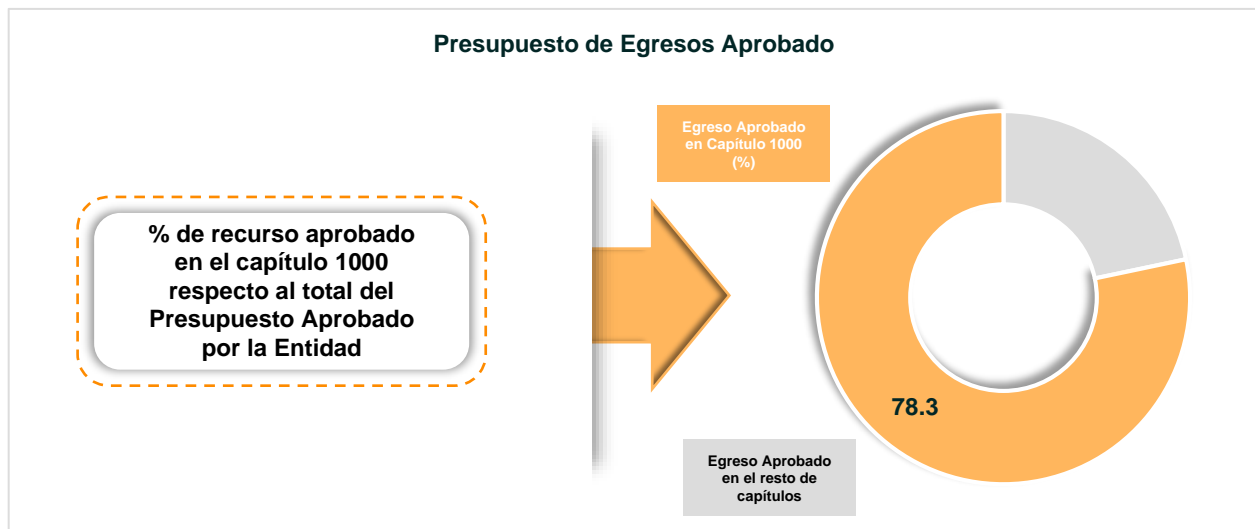 Presupuesto de Egresos Aprobado
Egreso Aprobado
en Capítulo 1000
(%)
% de recurso aprobado
en el capítulo 1000
respecto al total del
Presupuesto Aprobado
por la Entidad
78.3
Egreso Aprobado
en el resto de
capítulos